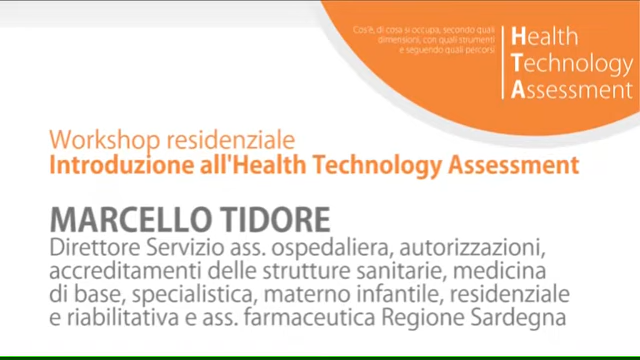 Cos'è, di cosa si occupa, secondo quali
dimensioni, con quali strumenti
e seguendo quali percorsi
Health
Technology
Assessment
Workshop residenziale
Introduzione all'Health Technology Assessment
MARCELLO TIDORE
Direttore Servizio ass. ospedaliera, autorizzazioni,
accreditamenti delle strutture sanitarie, medicina
di base, specialistica, materno infantile, residenziale
e riabilitativa e ass. farmaceutica Regione Sardegna